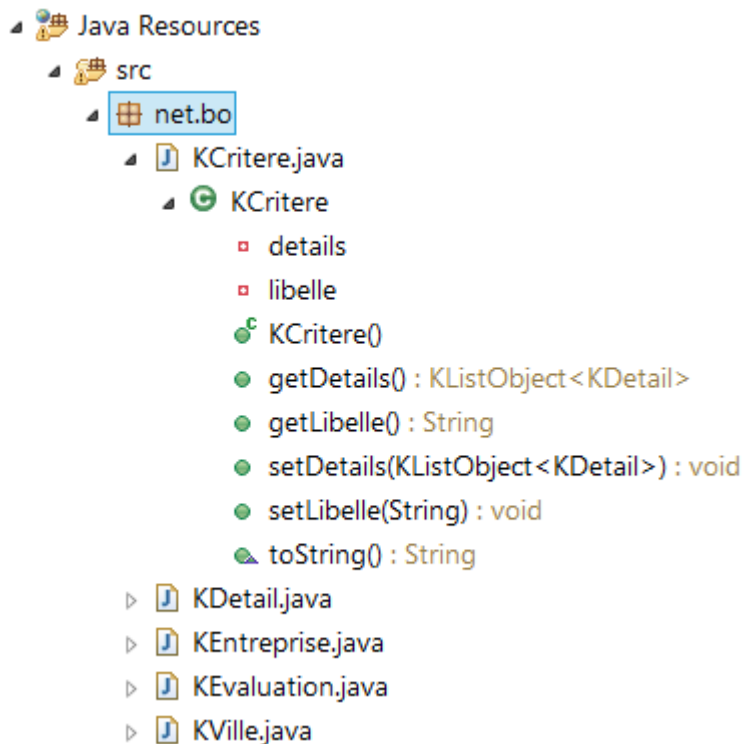 Java Resources
src
net.bo
KCritere.java
KCritere
details
libelle
KCritere()
getDetails() : KListObject<KDetail>
getLibelle() : String
setDetails(KListObject<KDetail>) : void
setLibelle(String) : void
toString() : String
KDetail.java
KEntreprise.java
KEvaluation.java
KVille.java